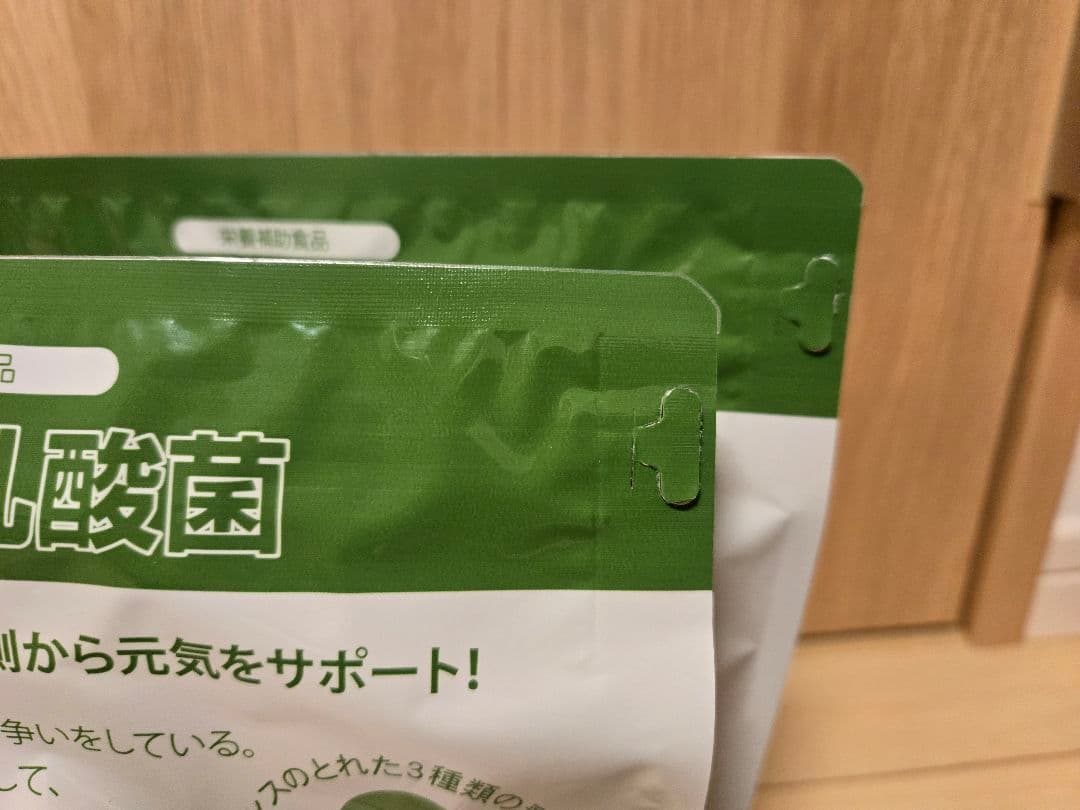 栄養補助食品
品
乳酸菌
側から元気をサポート!
争いをしている。
して、
スのとれた3種類の